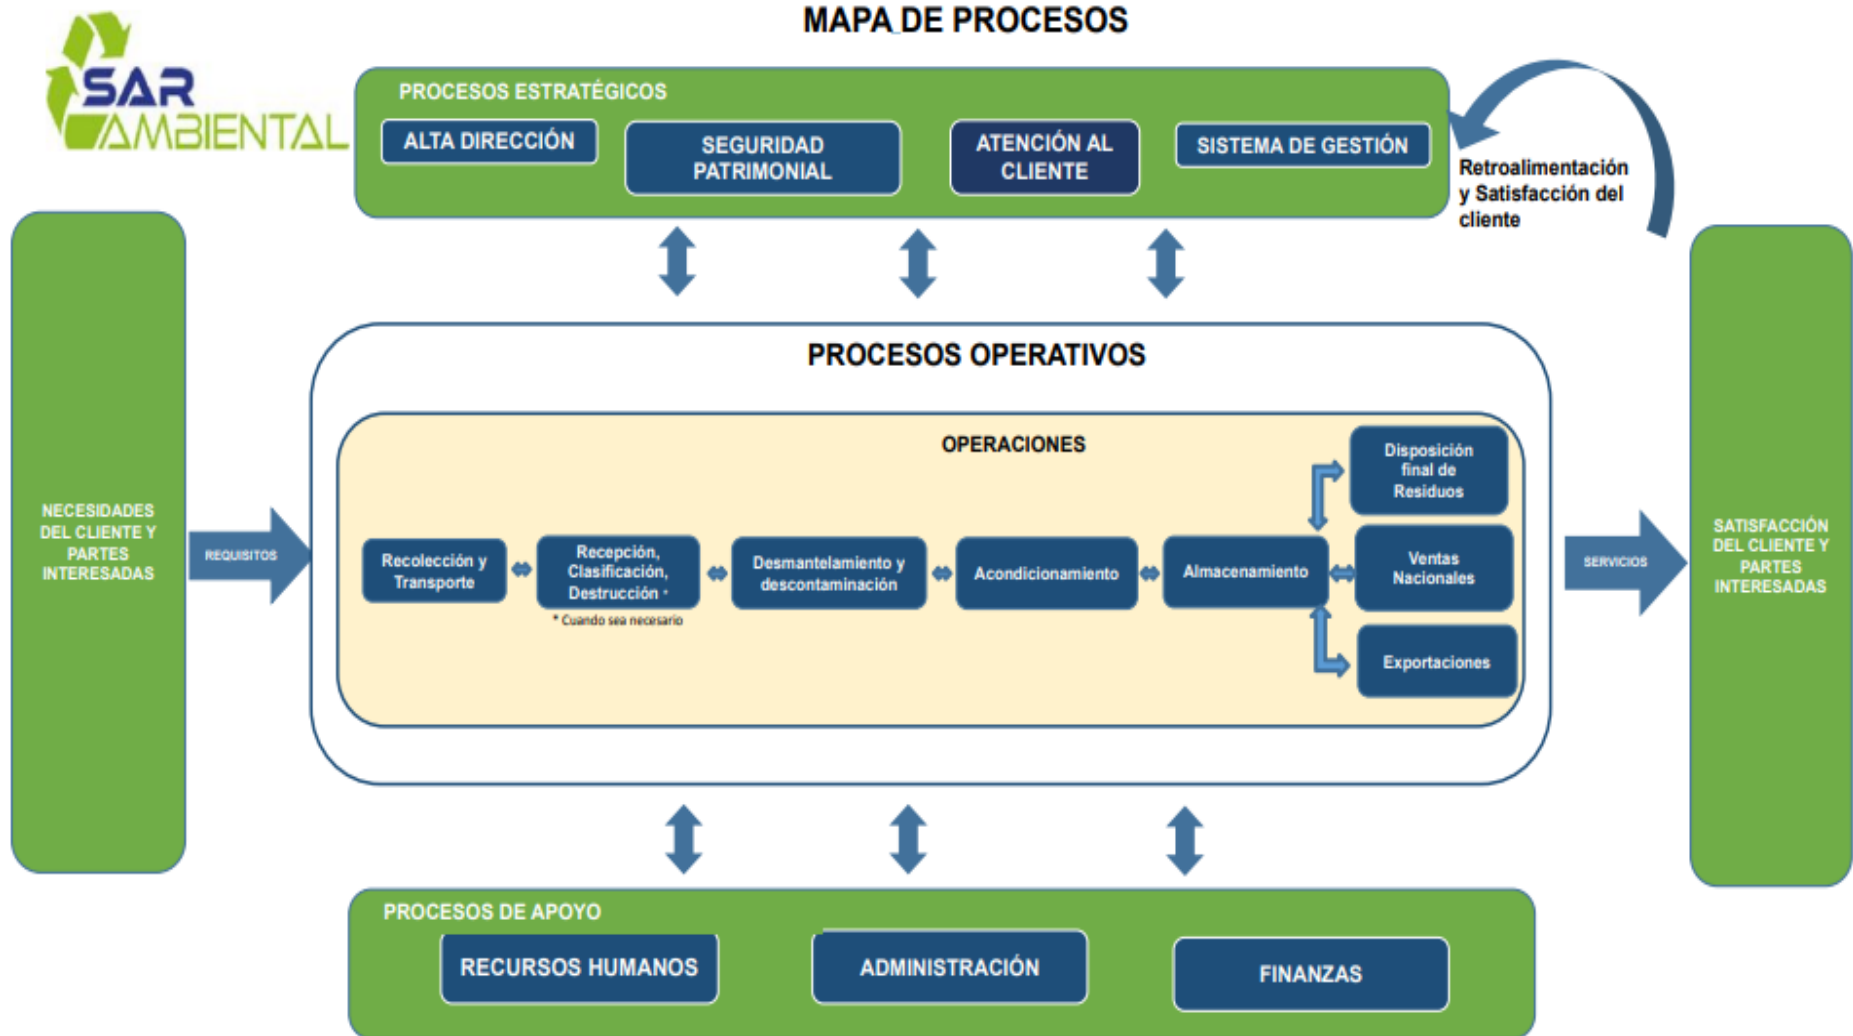 MAPA DE PROCESOS
SAR
AMBIENTAL
PROCESOS ESTRATÉGICOS
ALTA DIRECCIÓN
SEGURIDAD
PATRIMONIAL
ATENCIÓN AL
CLIENTE
SISTEMA DE GESTIÓN
Retroalimentación
y Satisfacción del
cliente
NECESIDADES
DEL CLIENTE Y
PARTES
INTERESADAS
REQUISITOS
PROCESOS OPERATIVOS
OPERACIONES
Recolección y
Transporte
Recepción,
Clasificación,
Destrucción *
* Cuando sea necesario
Desmantelamiento y
descontaminación
Acondicionamiento
Almacenamiento
Disposición
final de
Residuos
Ventas
Nacionales
Exportaciones
SERVICIOS
SATISFACCIÓN
DEL CLIENTE Y
PARTES
INTERESADAS
PROCESOS DE APOYO
RECURSOS HUMANOS
ADMINISTRACIÓN
FINANZAS